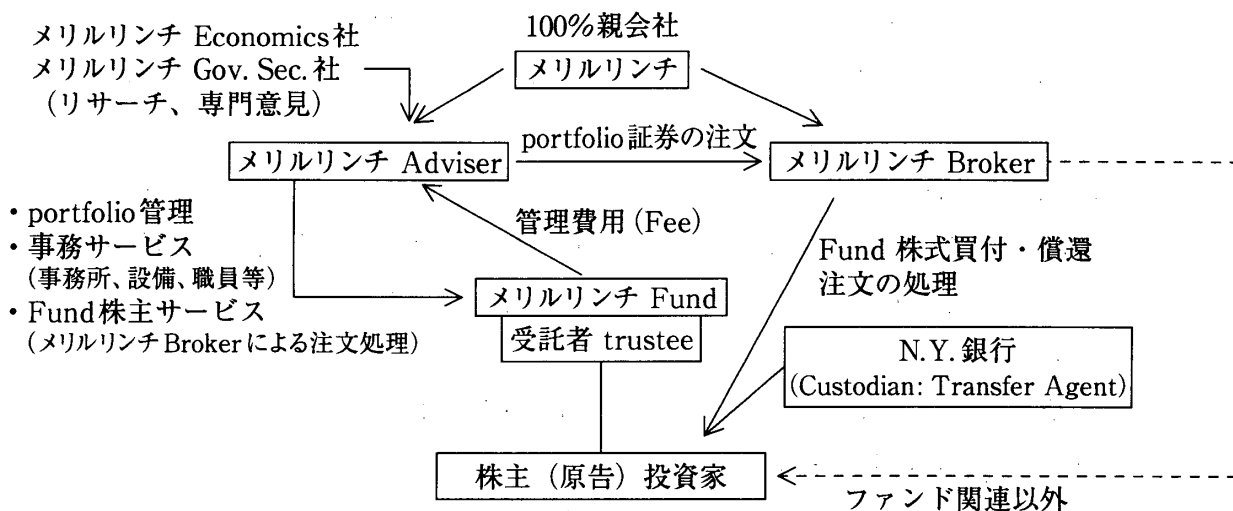 メリルリンチ Economics社
メリルリンチ Gov. Sec. 社
（リサーチ、専門意見）
100％親会社
メリルリンチ
portfolio証券の注文
メリルリンチ Adviser
メリルリンチ Broker
・portfolio管理
・事務サービス
（事務所、設備、職員等）
・Fund株主サービス
（メリルリンチBrokerによる注文処理）
管理費用 (Fee)
Fund 株式買付・償還
注文の処理
メリルリンチ Fund
受託者 trustee
N.Y. 銀行
(Custodian: Transfer Agent)
株主（原告）投資家
ファンド関連以外